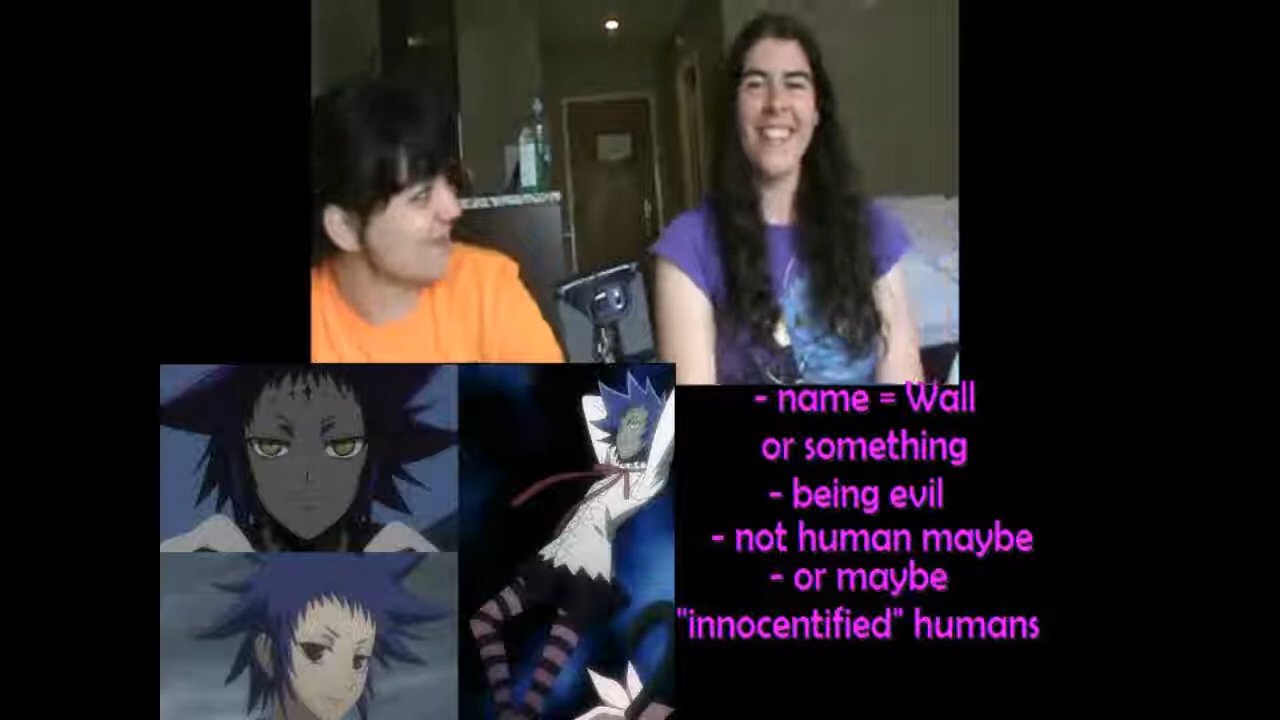 - name = Wall
or something
- being evil
- not human maybe
- or maybe
"innocentified" humans